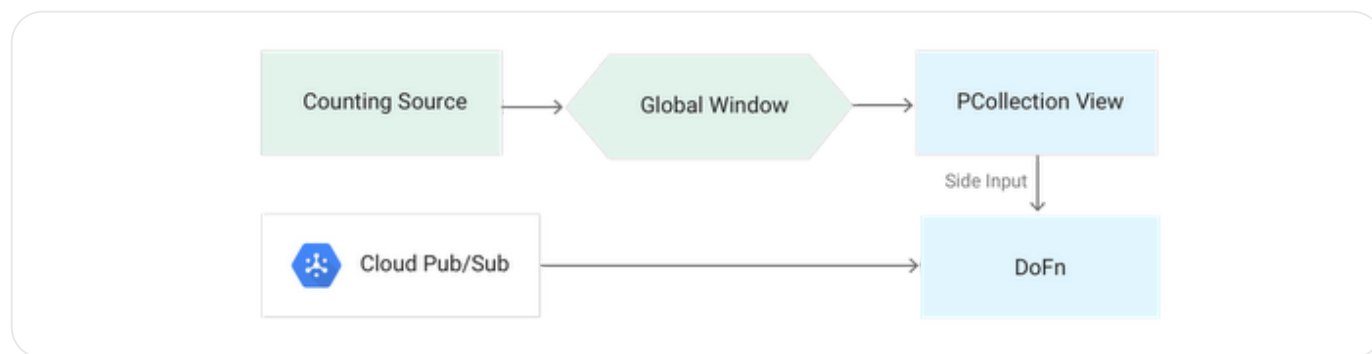 Counting Source
Global Window
PCollection View
Side Input
Cloud Pub/Sub
DoFn